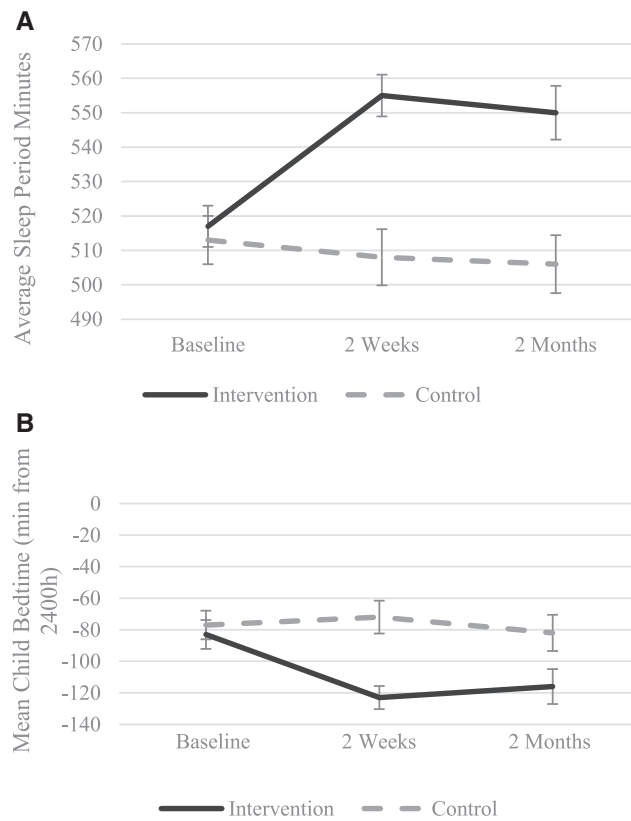 A
Average Sleep Period Minutes
570
560
550
540
530
520
510
500
490
Baseline 2 Weeks 2 Months
Intervention Control
B
Mean Child Bedtime (min from
2400h)
0
-20
-40
-60
-80
-100
-120
-140
Baseline 2 Weeks 2 Months
Intervention Control